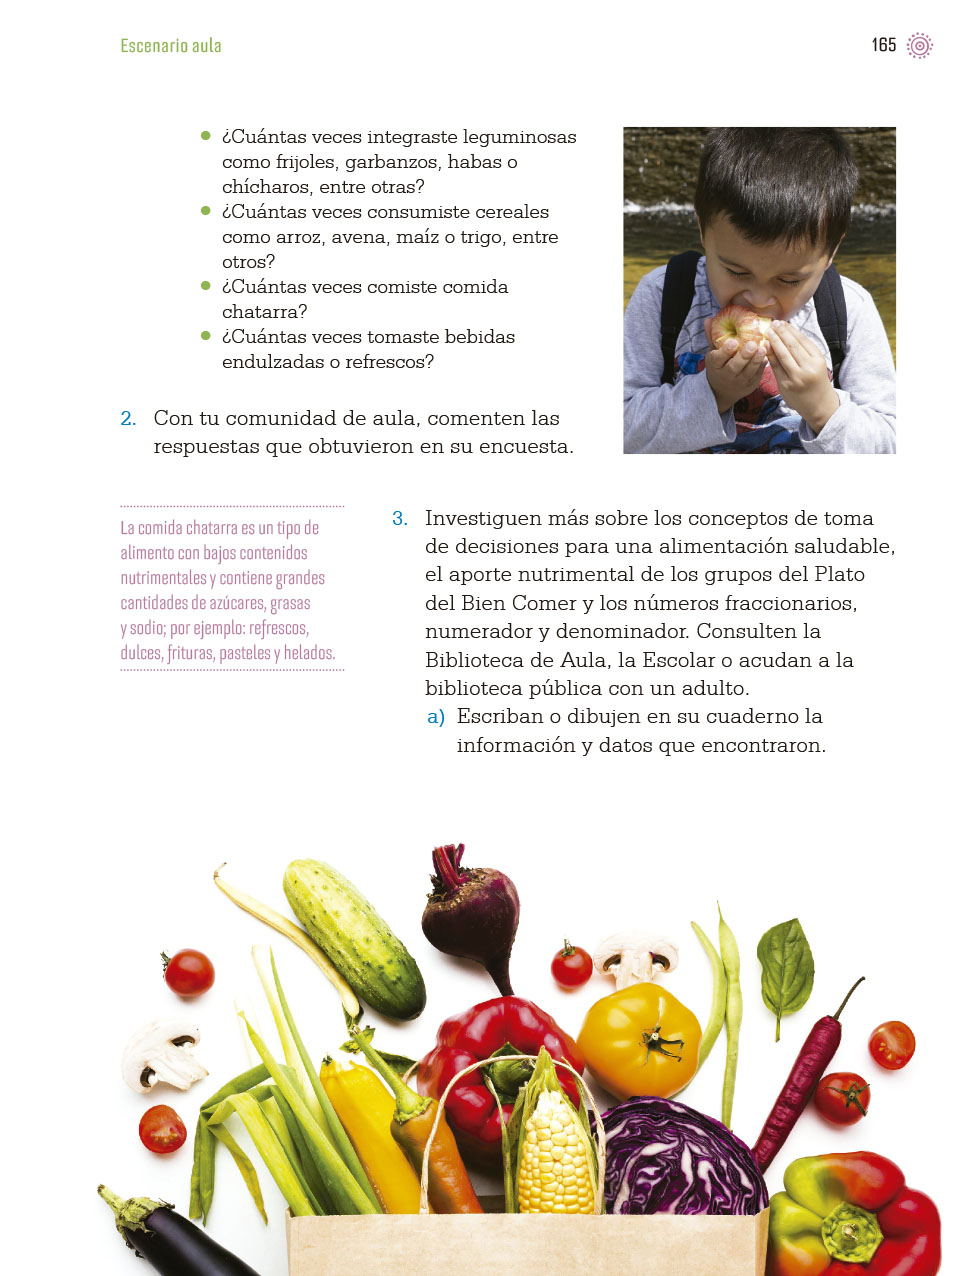 Escenario aula
165
• ¿Cuántas veces integraste leguminosas
como frijoles, garbanzos, habas o
chícharos, entre otras?
• ¿Cuántas veces consumiste cereales
como arroz, avena, maíz o trigo, entre
otros?
• ¿Cuántas veces comiste comida
chatarra?
• ¿Cuántas veces tomaste bebidas
endulzadas o refrescos?
2. Con tu comunidad de aula, comenten las
respuestas que obtuvieron en su encuesta.
La comida chatarra es un tipo de
alimento con bajos contenidos
nutrimentales y contiene grandes
cantidades de azúcares, grasas
y sodio; por ejemplo: refrescos,
dulces, frituras, pasteles y helados.
3. Investiguen más sobre los conceptos de toma
de decisiones para una alimentación saludable,
el aporte nutrimental de los grupos del Plato
del Bien Comer y los números fraccionarios,
numerador y denominador. Consulten la
Biblioteca de Aula, la Escolar o acudan a la
biblioteca pública con un adulto.
a) Escriban o dibujen en su cuaderno la
información y datos que encontraron.